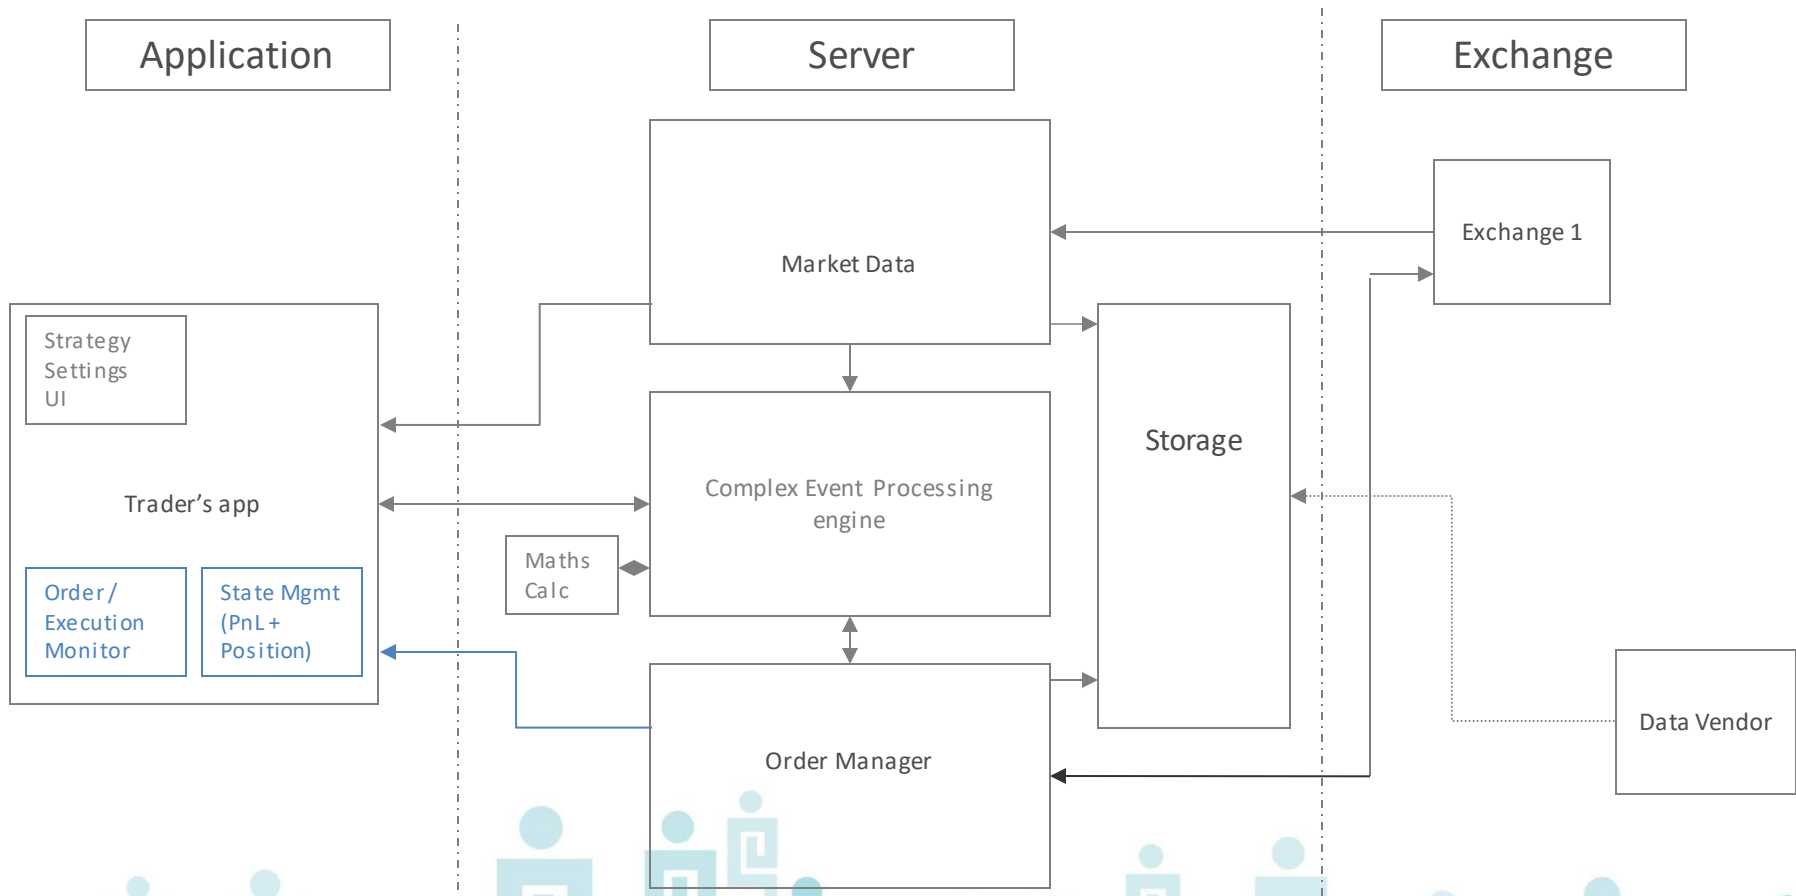 Application
Server
Exchange
Market Data
Exchange 1
Strategy
Settings
UI
Trader’s app
Order /
Execution
Monitor
State Mgmt
(PnL +
Position)
Complex Event Processing
engine
Maths
Calc
Storage
Order Manager
Data Vendor